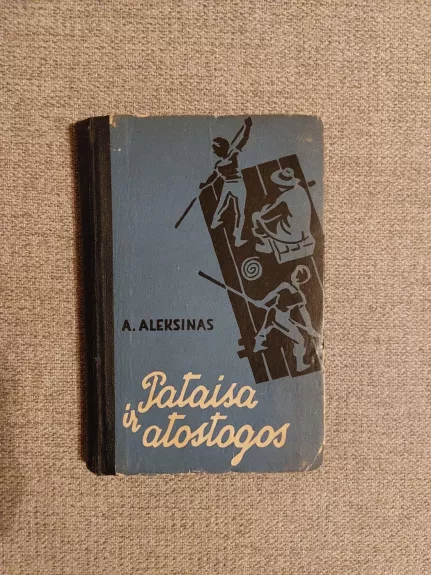 A. ALEKSINAS
Pataisa
ir atostogos